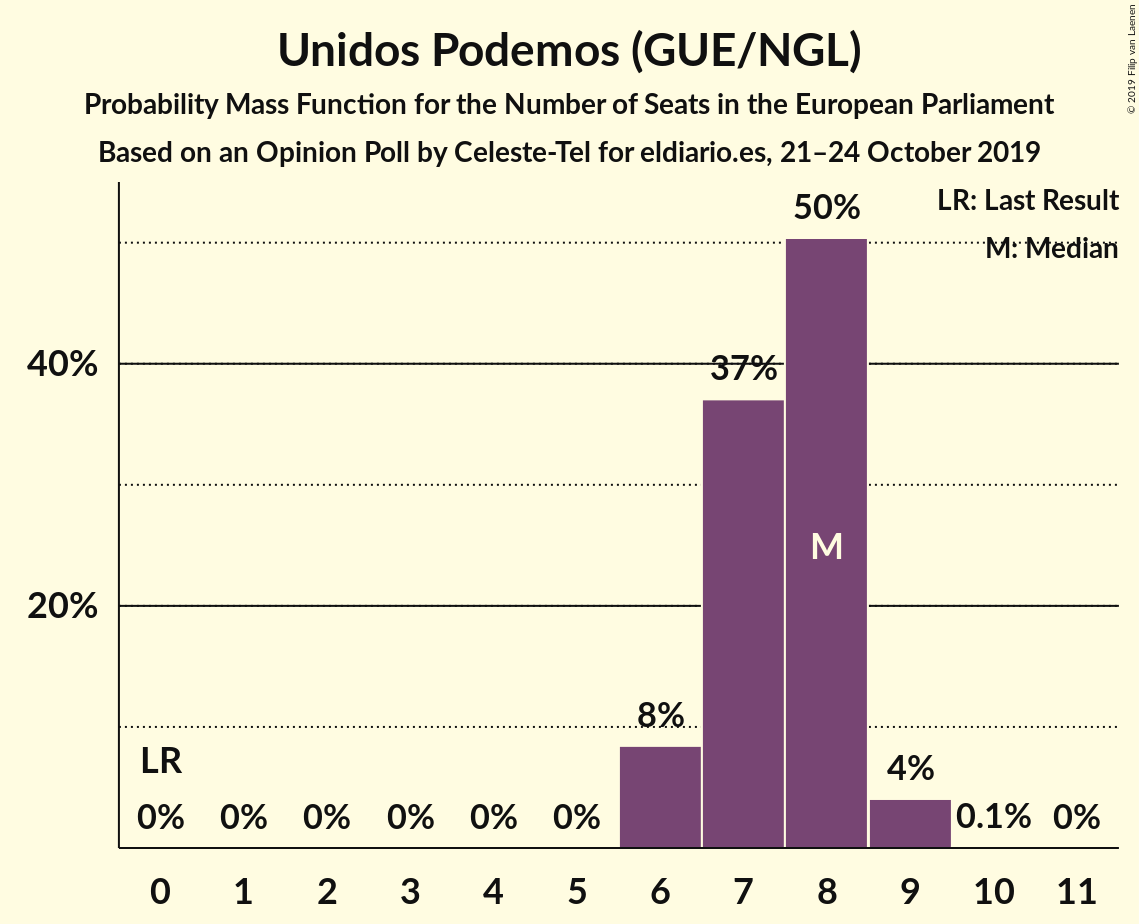 Unidos Podemos (GUE/NGL)
Probability Mass Function for the Number of Seats in the European Parliament
Based on an Opinion Poll by Celeste-Tel for eldiario.es, 21–24 October 2019
© 2019 Filip van Laenen
LR: Last Result
M: Median
50%
40%
37%
M
20%
8%
LR
4%
0% 0% 0% 0% 0% 0% 0.1% 0%
0 1 2 3 4 5 6 7 8 9 10 11